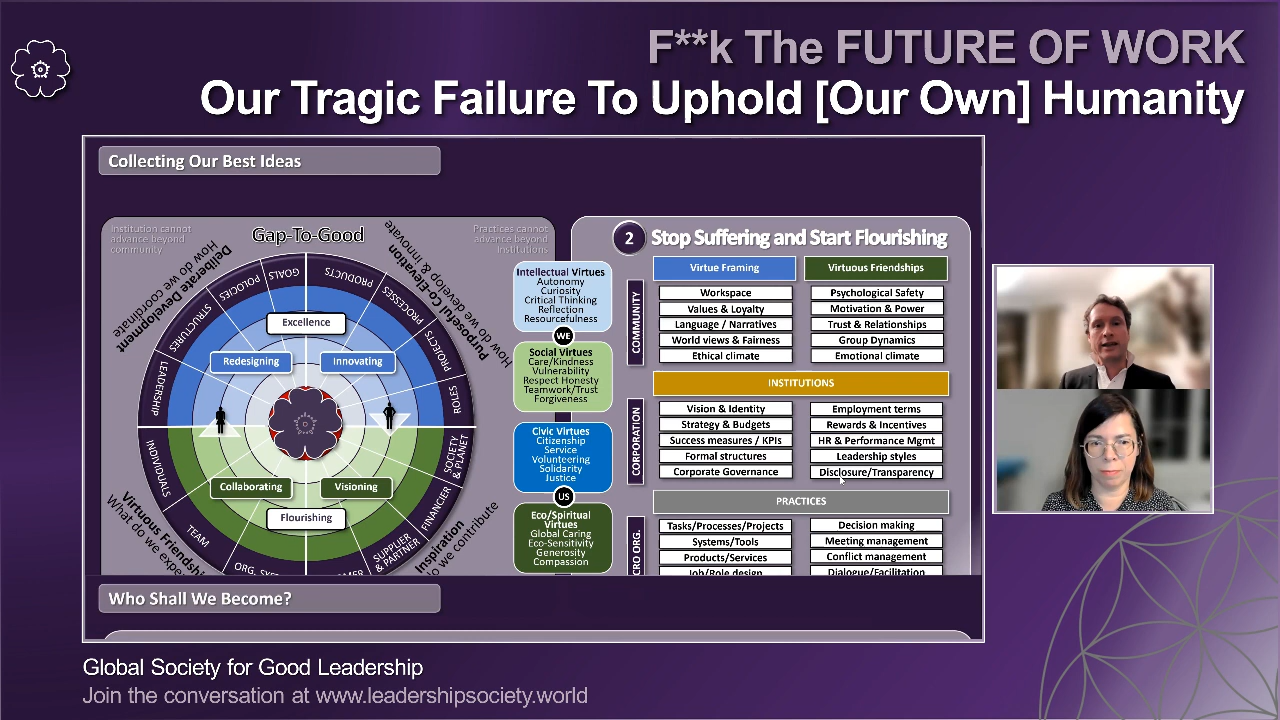 F**k The FUTURE OF WORK
Our Tragic Failure To Uphold [Our Own] Humanity
Collecting Our Best Ideas
Institution cannot
advance beyond
community
Gap-To-Good
Practices cannot
advance beyond
Institutions
Deliberate Development
How do we coordinate
Purposeful Co-Elevation
How do we develop & innovate
LEADERSHIP
STRUCTURES
POLICIES
GOALS
PRODUCTS
PROCESSES
PROJECTS
ROLES
Excellence
Redesigning
Innovating
Collaborating
Visioning
Flourishing
INDIVIDUALS
TEAM
SOCIETY
& PLANET
FINANCIER
SUPPLIER
& PARTNER
Inspiration
we contribute
Intellectual Virtues
Autonomy
Curiosity
Critical Thinking
Reflection
Resourcefulness
WE
Social Virtues
Care/Kindness
Vulnerability
Respect Honesty
Teamwork/Trust
Forgiveness
Civic Virtues
Citizenship
Service
Volunteering
Solidarity
Justice
US
Eco/Spiritual
Virtues
Global Caring
Eco-Sensitivity
Generosity
Compassion
2 Stop Suffering and Start Flourishing
Virtue Framing
Virtuous Friendships
COMMUNITY
Workspace
Psychological Safety
Values & Loyalty
Motivation & Power
Language / Narratives
Trust & Relationships
World views & Fairness
Group Dynamics
Ethical climate
Emotional climate
INSTITUTIONS
CORPORATION
Vision & Identity
Employment terms
Strategy & Budgets
Rewards & Incentives
Success measures / KPIs
HR & Performance Mgmt
Formal structures
Leadership styles
Corporate Governance
Disclosure/Transparency
PRACTICES
CRO ORG.
Tasks/Processes/Projects
Decision making
Systems/Tools
Meeting management
Products/Services
Conflict management
Job/Role design
Dialogue/Facilitation
Who Shall We Become?
Global Society for Good Leadership
Join the conversation at www.leadershipsociety.world